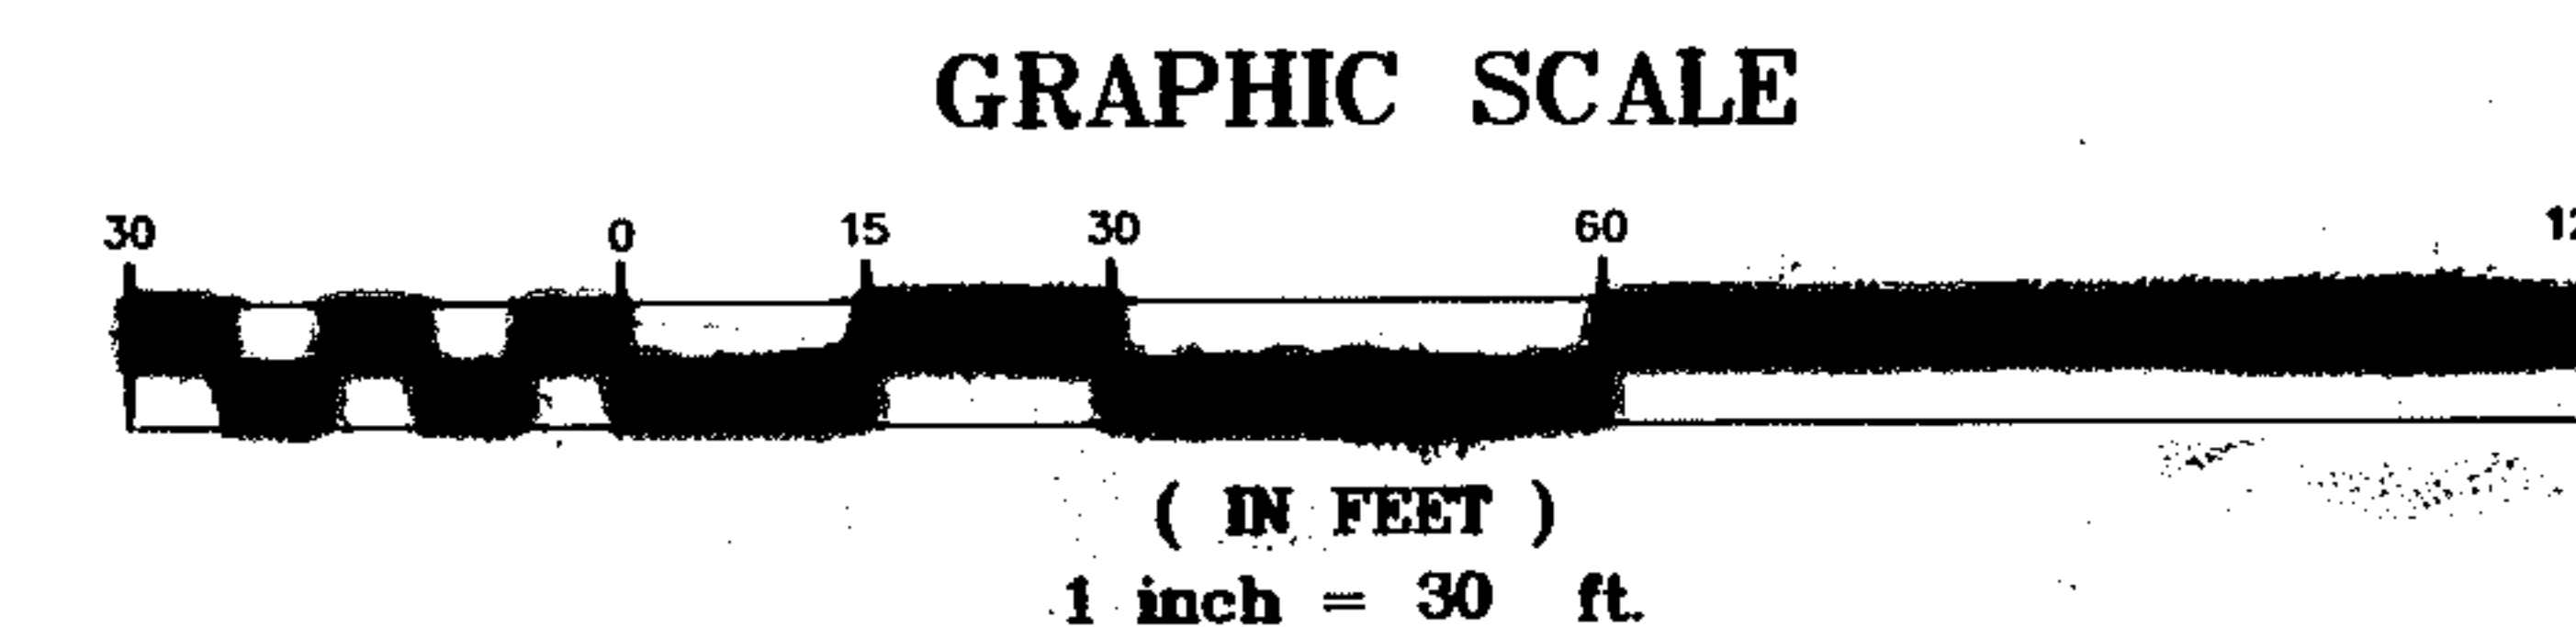 GRAPHIC SCALE
30 0 15 30 60
( IN FEET )
1 inch = 30 ft.